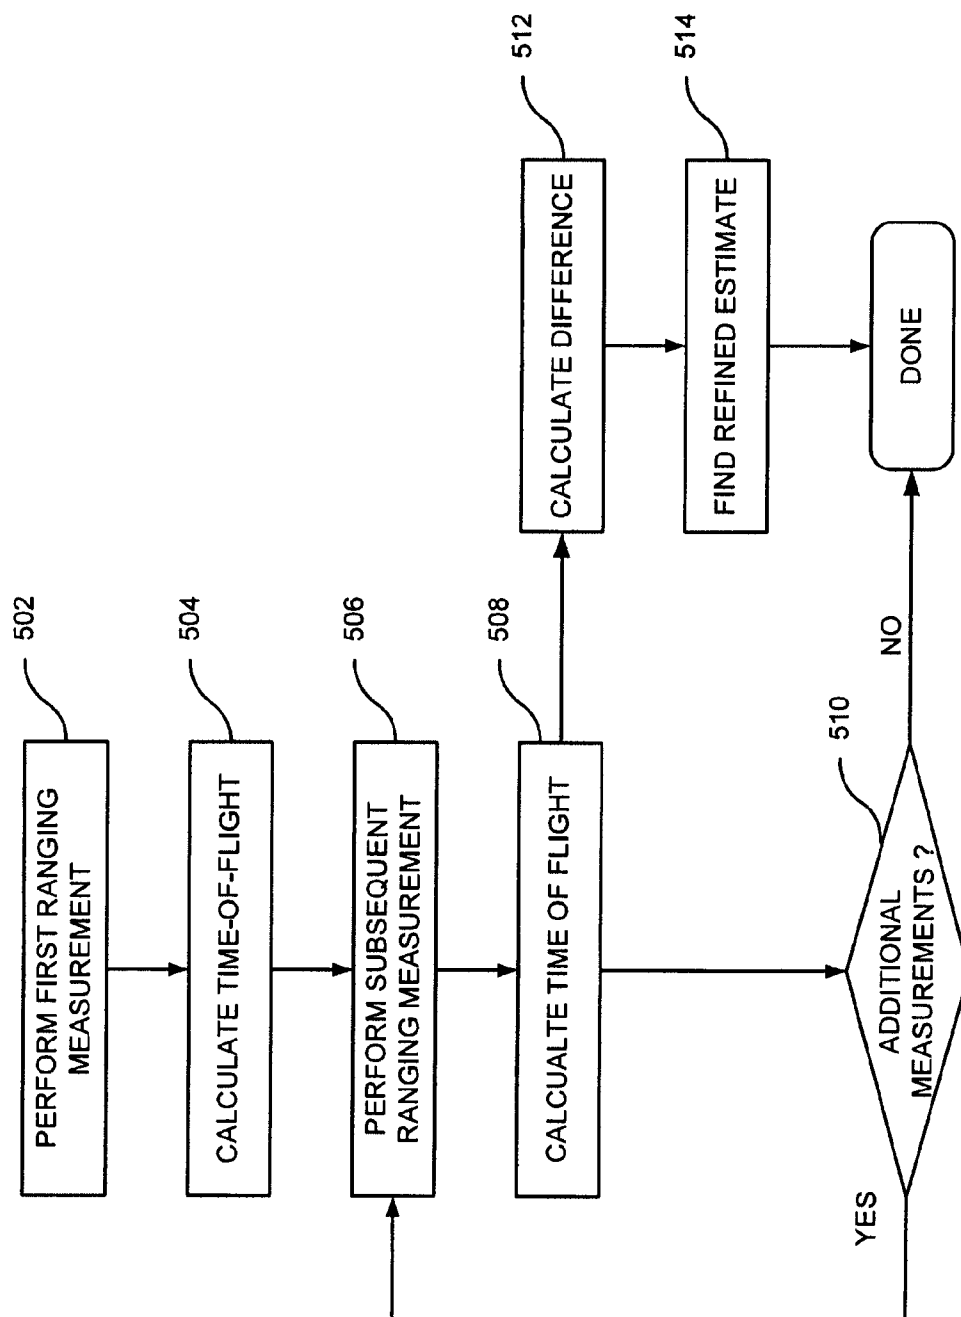 PERFORM FIRST RANGING
MEASUREMENT
502
CALCULATE TIME-OF-FLIGHT
504
PERFORM SUBSEQUENT
RANGING MEASUREMENT
506
CALCUALTE TIME OF FLIGHT
508
CALCULATE DIFFERENCE
512
FIND REFINED ESTIMATE
514
ADDITIONAL
MEASUREMENTS ?
510
YES
NO
DONE